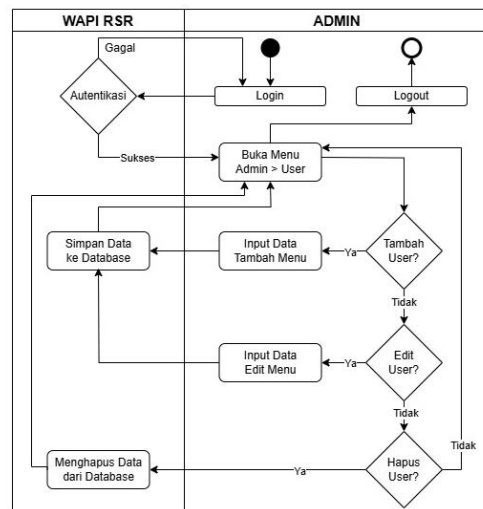 WAPI RSR
ADMIN
Gagal
Autentikasi
Login
Logout
Sukses
Buka Menu
Admin > User
Simpan Data
ke Database
Input Data
Tambah Menu
Ya
Tambah
User?
Tidak
Input Data
Edit Menu
Ya
Edit
User?
Tidak
Menghapus Data
dari Database
Ya
Hapus
User?
Tidak